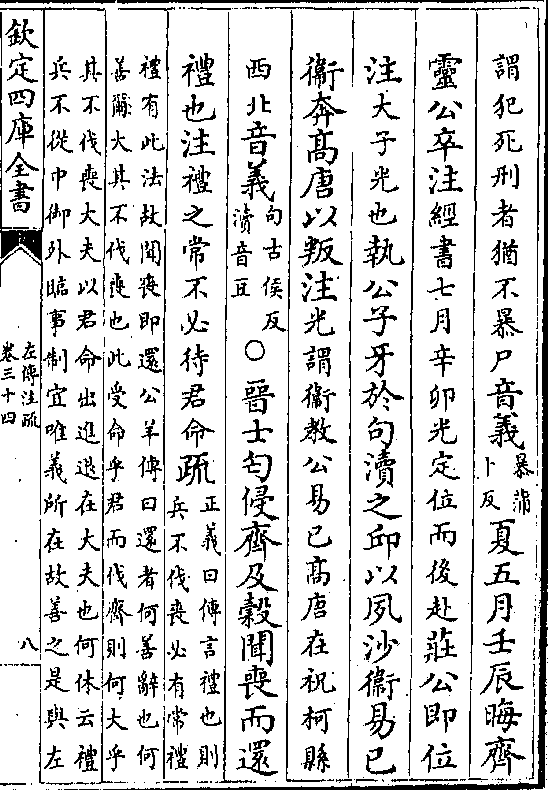 謂犯死刑者猶不暴尸音義暴蒲
卜反夏五月壬辰晦齊
靈公卒注經書七月辛卯光定位而後赴莊公即位
注大子光也執公子牙於句瀆之邱以夙沙衞易已
衞奔髙唐以叛注光謂衞教公易已髙唐在祝柯縣
西北音義句古侯反
瀆音豆○晉士匄侵齊及榖聞喪而還
禮也注禮之常不必待君命疏正義曰傳言禮也則
兵不伐喪必有常禮
禮有此法故聞喪即還公羊傳曰還者何善辭也何
善爾大其不伐喪也此受命乎君而伐齊則何大乎
其不伐喪大夫以君命出進退在大夫也何休云禮
兵不從中御外臨事制宜唯義所在故善之是與左
欽定四庫全書
左傳注疏
卷三十四
八